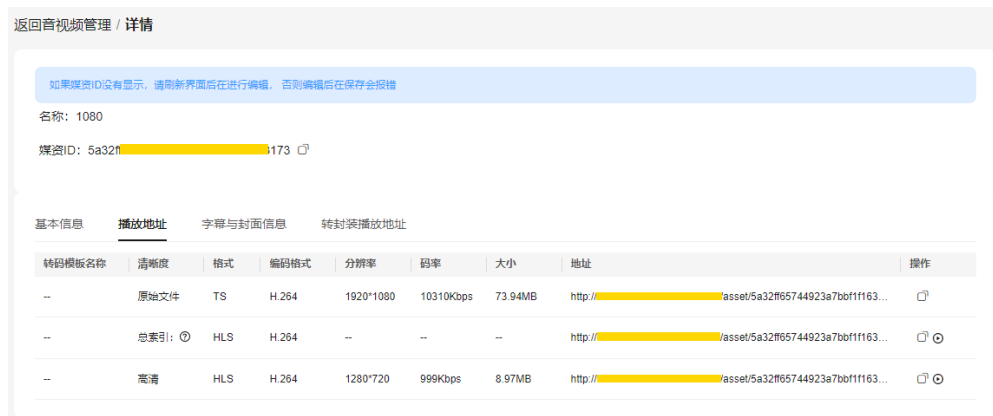 返回音视频管理 / 详情
如果媒资ID没有显示，请刷新界面后在进行编辑， 否则编辑后在保存会报错
名称：1080
媒资ID：5a32f 173
基本信息 播放地址 字幕与封面信息 转封装播放地址
转码模板名称 清晰度 格式 编码格式 分辨率 码率 大小 地址 操作
-- 原始文件 TS H.264 1920*1080 10310Kbps 73.94MB http:// /asset/5a32ff65744923a7bbf1f163...
-- 总索引： HLS H.264 -- -- -- http:// /asset/5a32ff65744923a7bbf1f163...
-- 高清 HLS H.264 1280*720 999Kbps 8.97MB http:// /asset/5a32ff65744923a7bbf1f163...